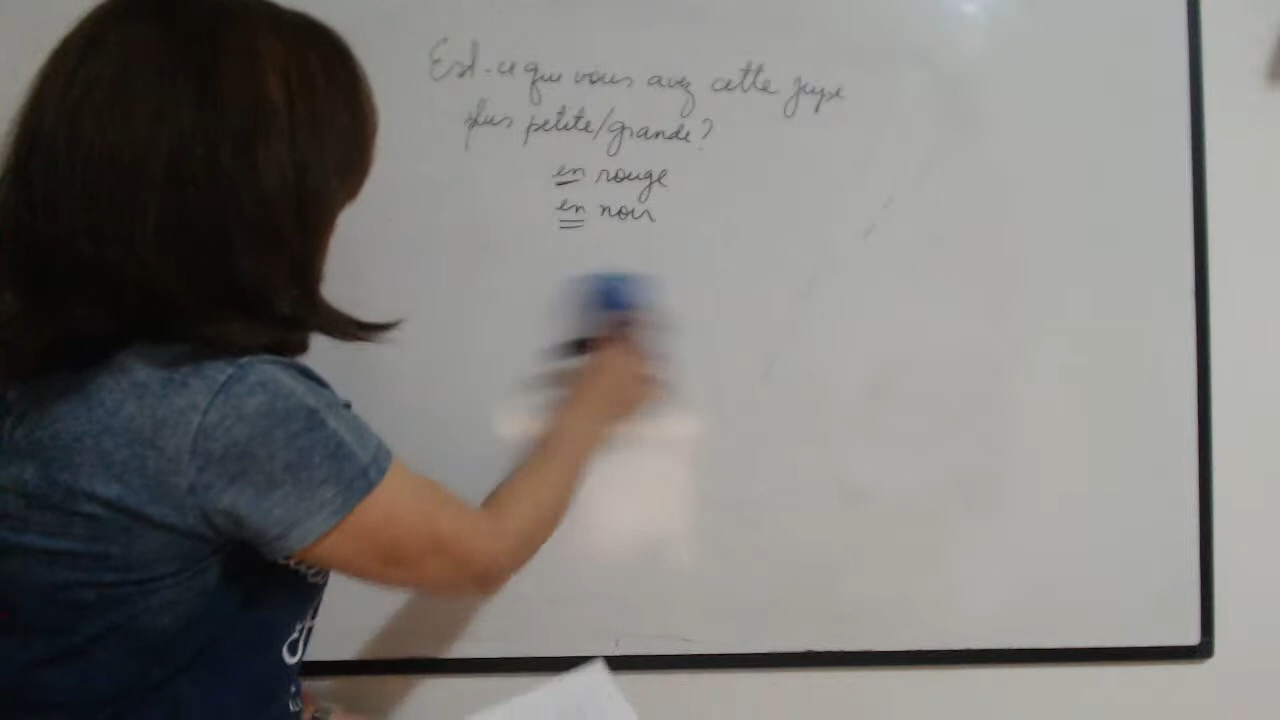 Est-ce que vous avez cette jupe
plus petite/grande?
en rouge
en noir